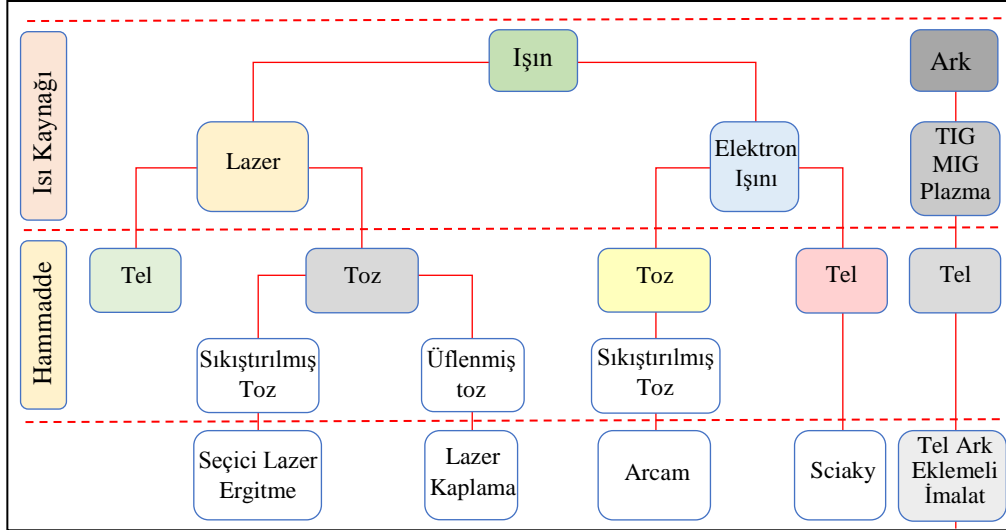 Isı Kaynağı
Işın
Ark
Lazer
Elektron
Işını
TIG
MIG
Plazma
Hammadde
Tel
Toz
Toz
Tel
Tel
Sıkıştırılmış
Toz
Üflenmiş
toz
Sıkıştırılmış
Toz
Seçici Lazer
Ergitme
Lazer
Kaplama
Arcam
Sciaky
Tel Ark
Eklemeli
İmalat